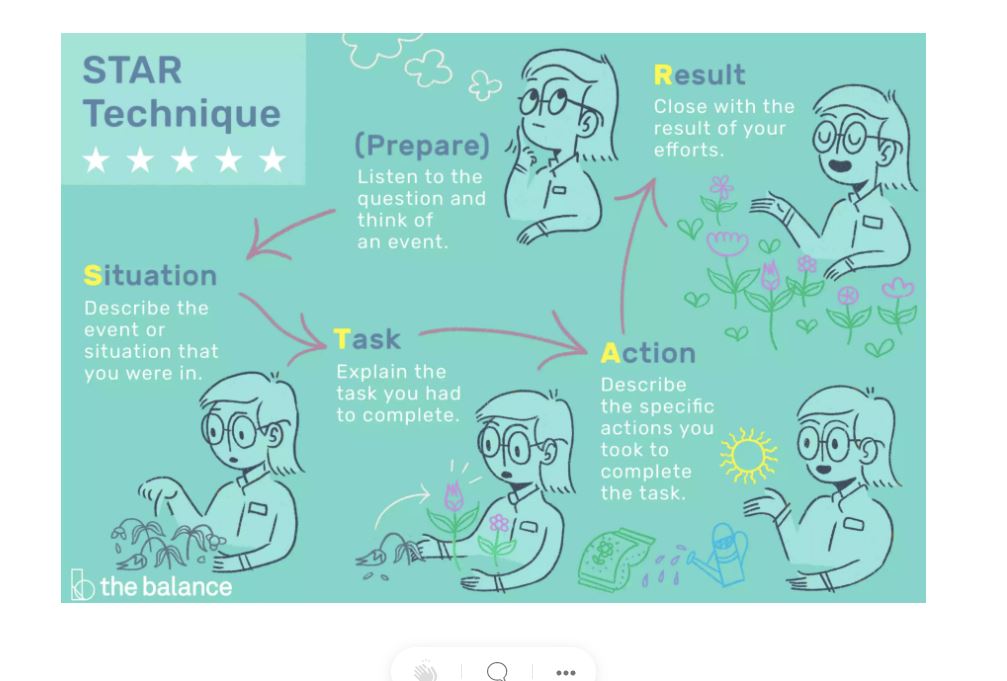 STAR
Technique
(Prepare)
Listen to the
question and
think of
an event.
Situation
Describe the
event or
situation that
you were in.
Task
Explain the
task you had
to complete.
Action
Describe
the specific
actions you
took to
complete
the task.
Result
Close with the
result of your
efforts.
the balance